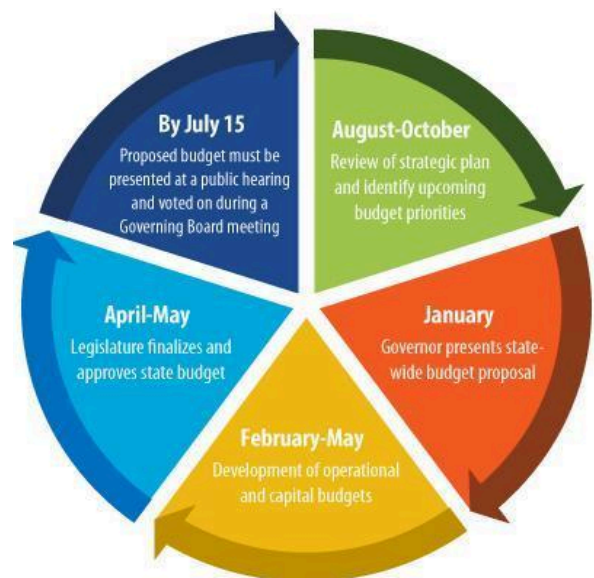 By July 15
Proposed budget must be
presented at a public hearing
and voted on during a
Governing Board meeting
August-October
Review of strategic plan
and identify upcoming
budget priorities
January
Governor presents state-
wide budget proposal
February-May
Development of operational
and capital budgets
April-May
Legislature finalizes and
approves state budget